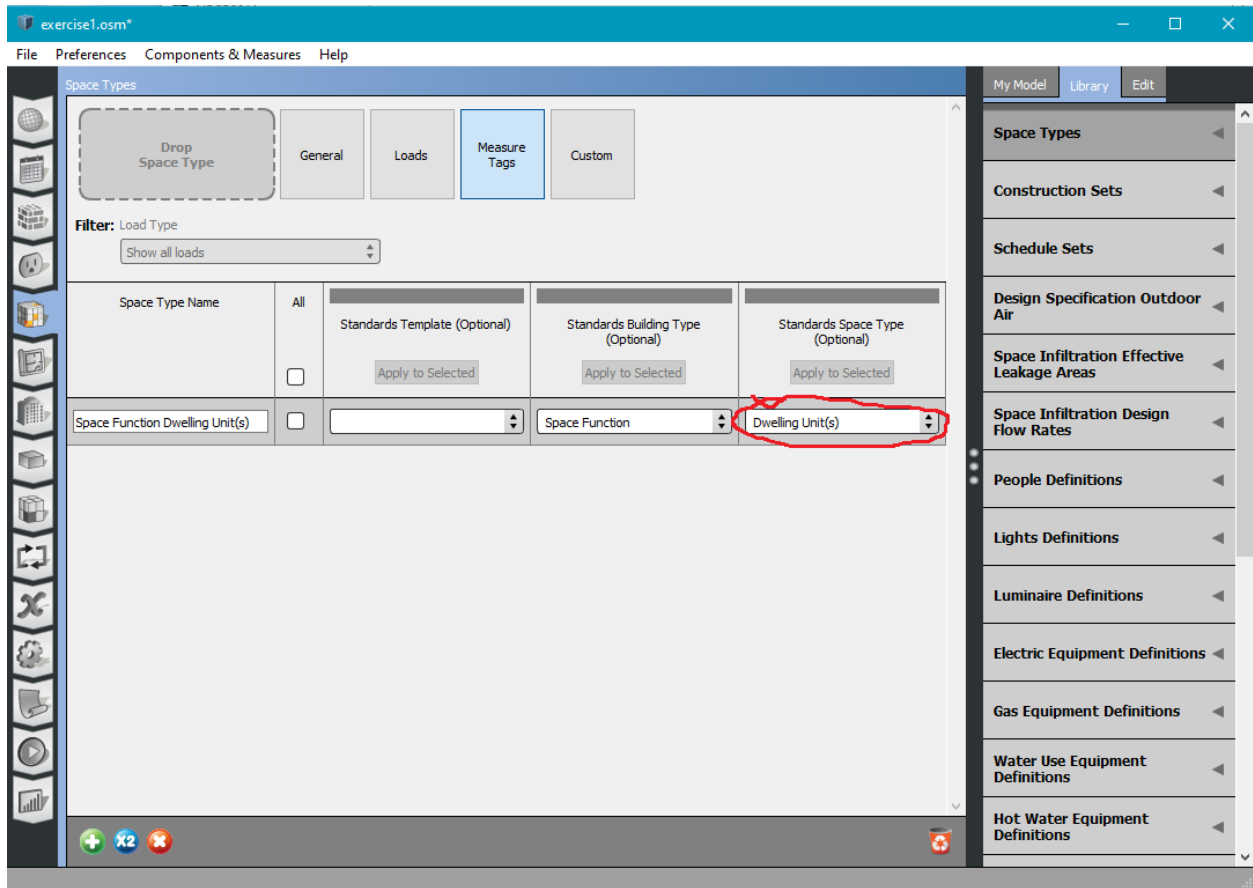 exercise1.osm*
File Preferences Components & Measures Help
Space Types
My Model Library Edit
Drop
Space Type
General
Loads
Measure
Tags
Custom
Filter: Load Type
Show all loads
Space Type Name
All
Standards Template (Optional)
Apply to Selected
Standards Building Type
(Optional)
Apply to Selected
Standards Space Type
(Optional)
Apply to Selected
Space Function Dwelling Unit(s)
Space Function
Dwelling Unit(s)
X2
Space Types
Construction Sets
Schedule Sets
Design Specification Outdoor
Air
Space Infiltration Effective
Leakage Areas
Space Infiltration Design
Flow Rates
People Definitions
Lights Definitions
Luminaire Definitions
Electric Equipment Definitions
Gas Equipment Definitions
Water Use Equipment
Definitions
Hot Water Equipment
Definitions